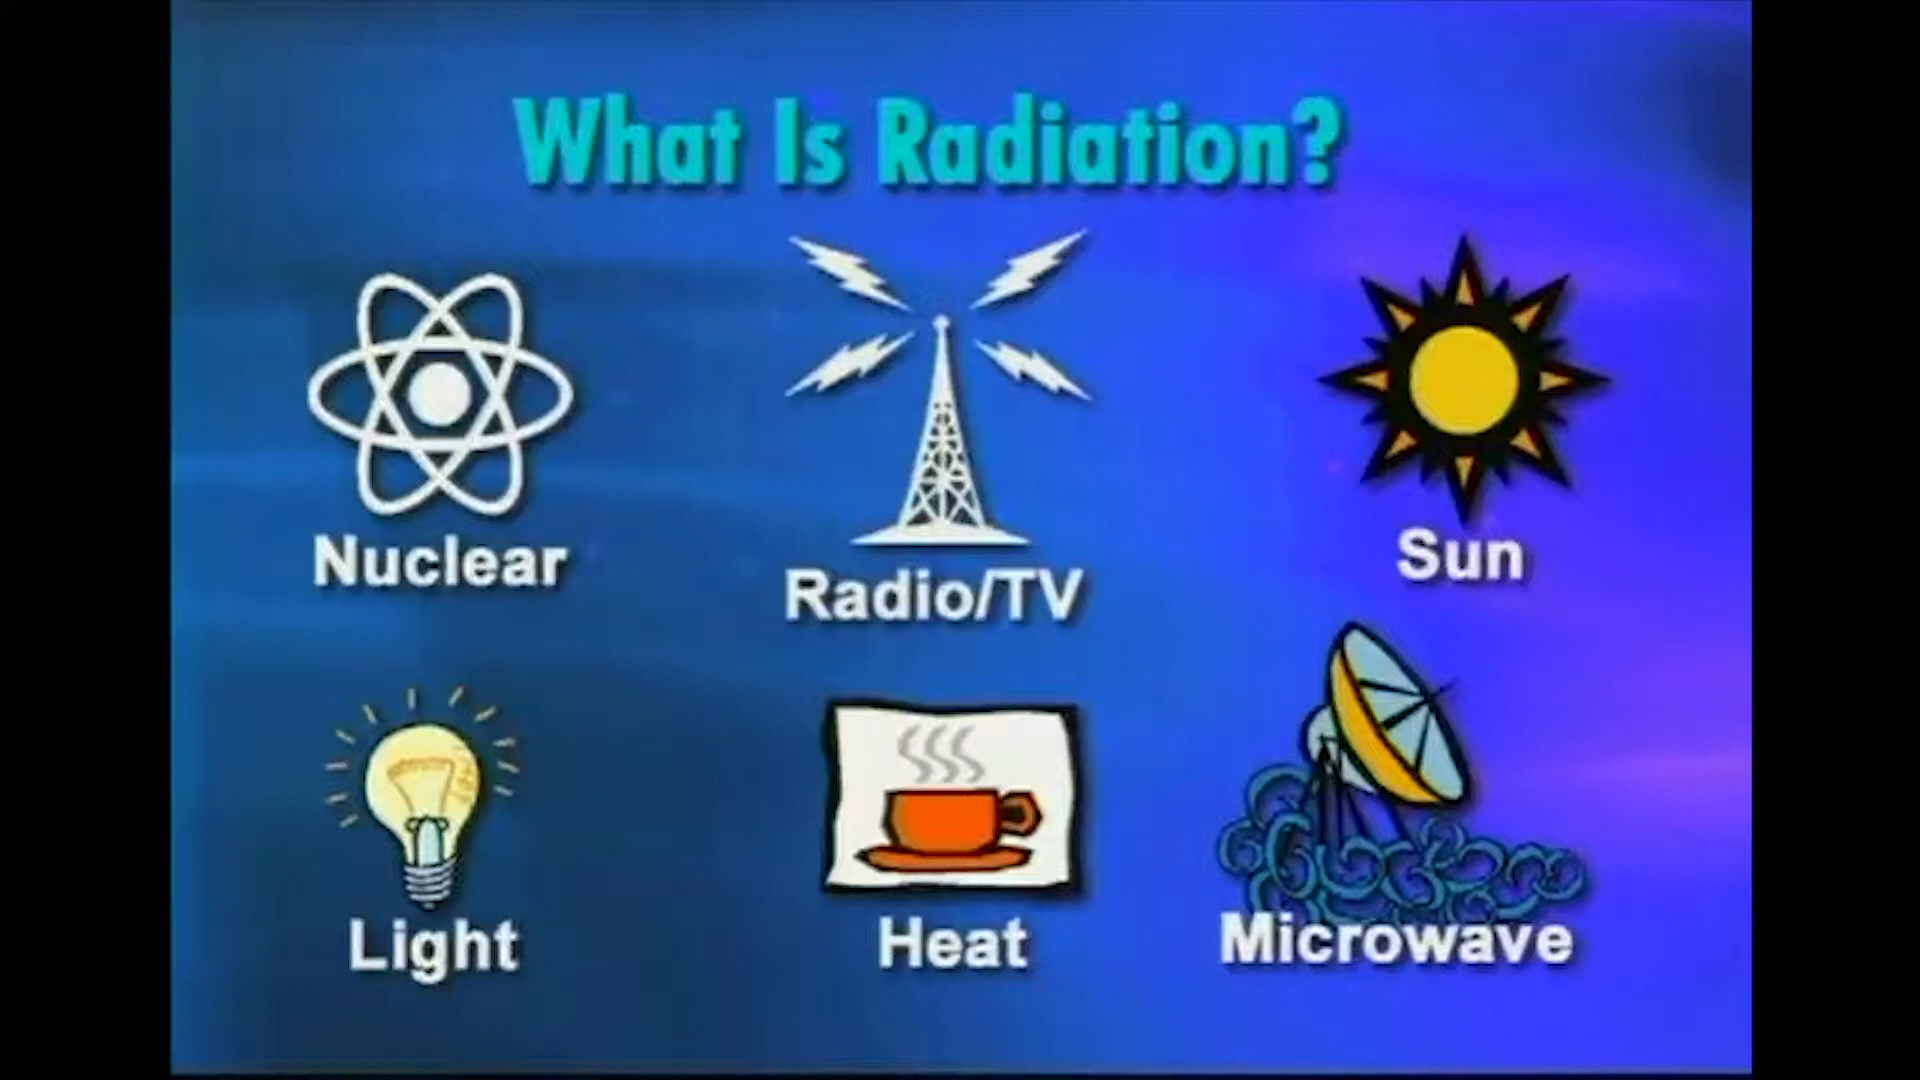 What Is Radiation?
Nuclear
Radio/TV
Sun
Light
Heat
Microwave